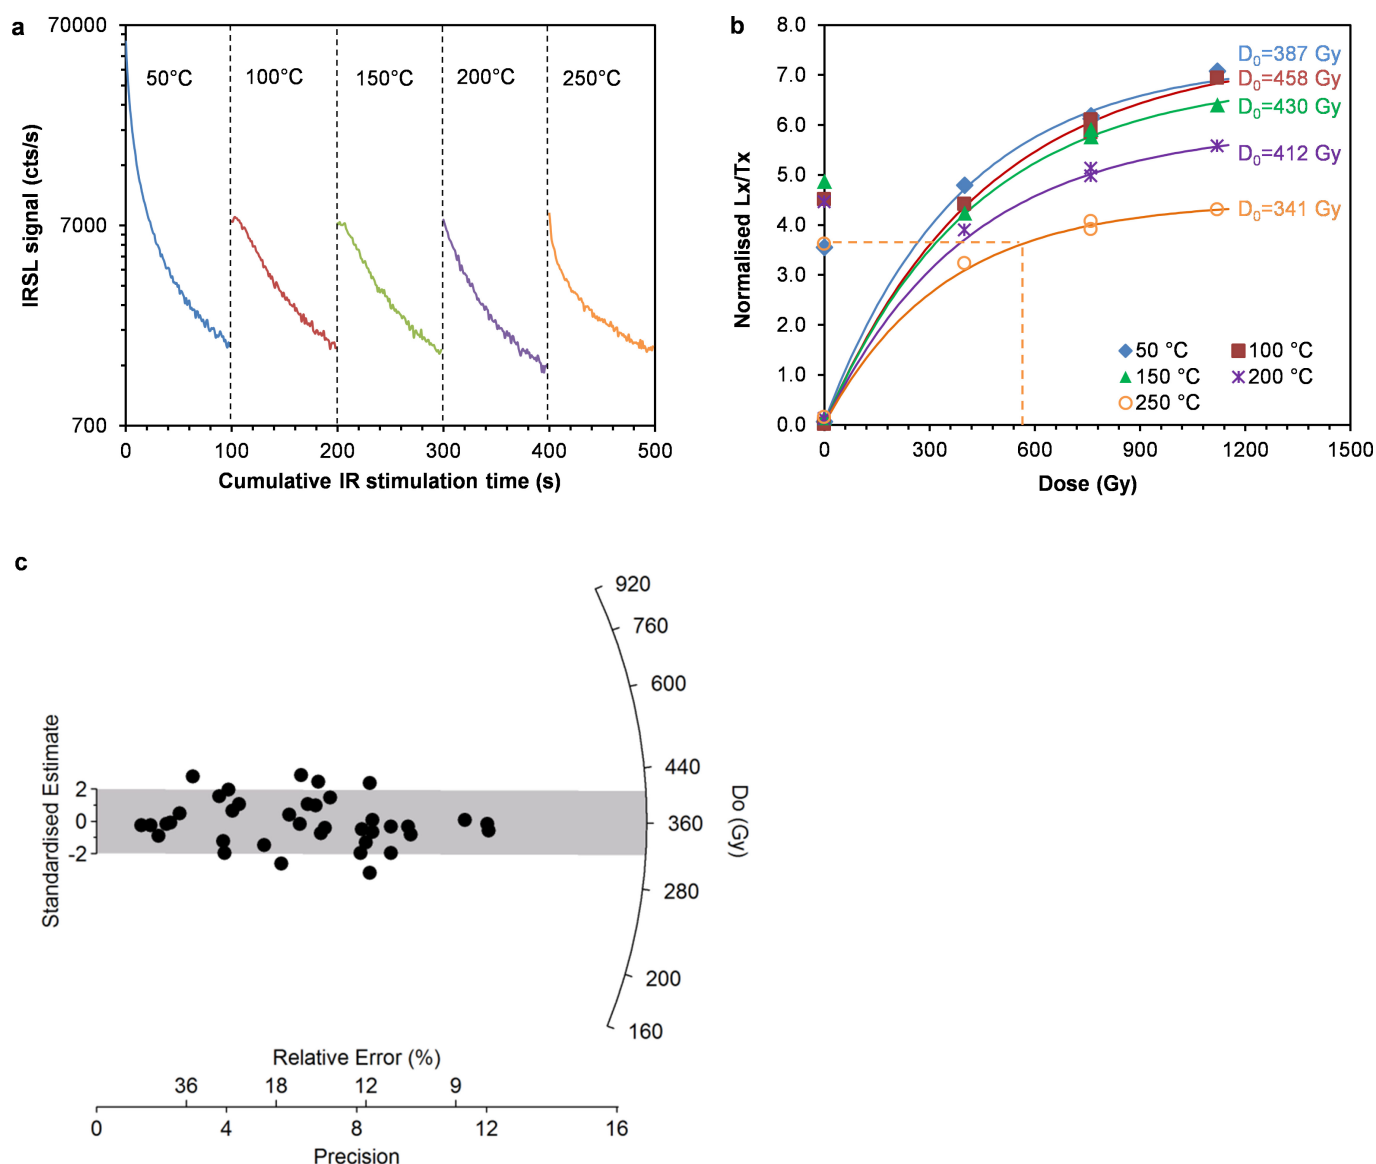 a
70000
7000
700
IRSL signal (cts/s)
50°C
100°C
150°C
200°C
250°C
0
100
200
300
400
500
Cumulative IR stimulation time (s)
b
8.0
7.0
6.0
5.0
4.0
3.0
2.0
1.0
0.0
Normalised Lx/Tx
D0=387 Gy
D0=458 Gy
D0=430 Gy
D0=412 Gy
D0=341 Gy
50 °C
100 °C
150 °C
200 °C
250 °C
0
300
600
900
1200
1500
Dose (Gy)
c
920
760
600
440
360
280
200
160
Do (Gy)
Standardised Estimate
2
0
-2
Relative Error (%)
36
18
12
9
0
4
8
12
16
Precision